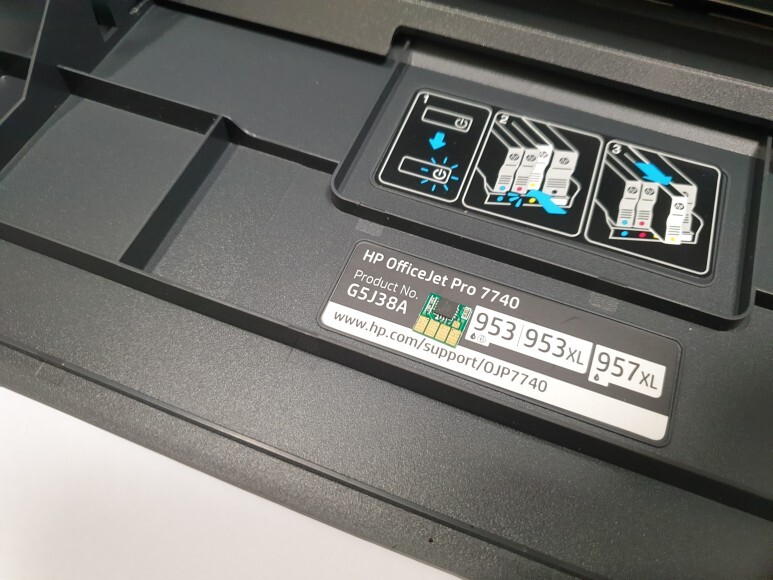 1
2
3
HP OfficeJet Pro 7740
Product No.
G5J38A
953 953XL 957XL
www.hp.com/support/OJP7740